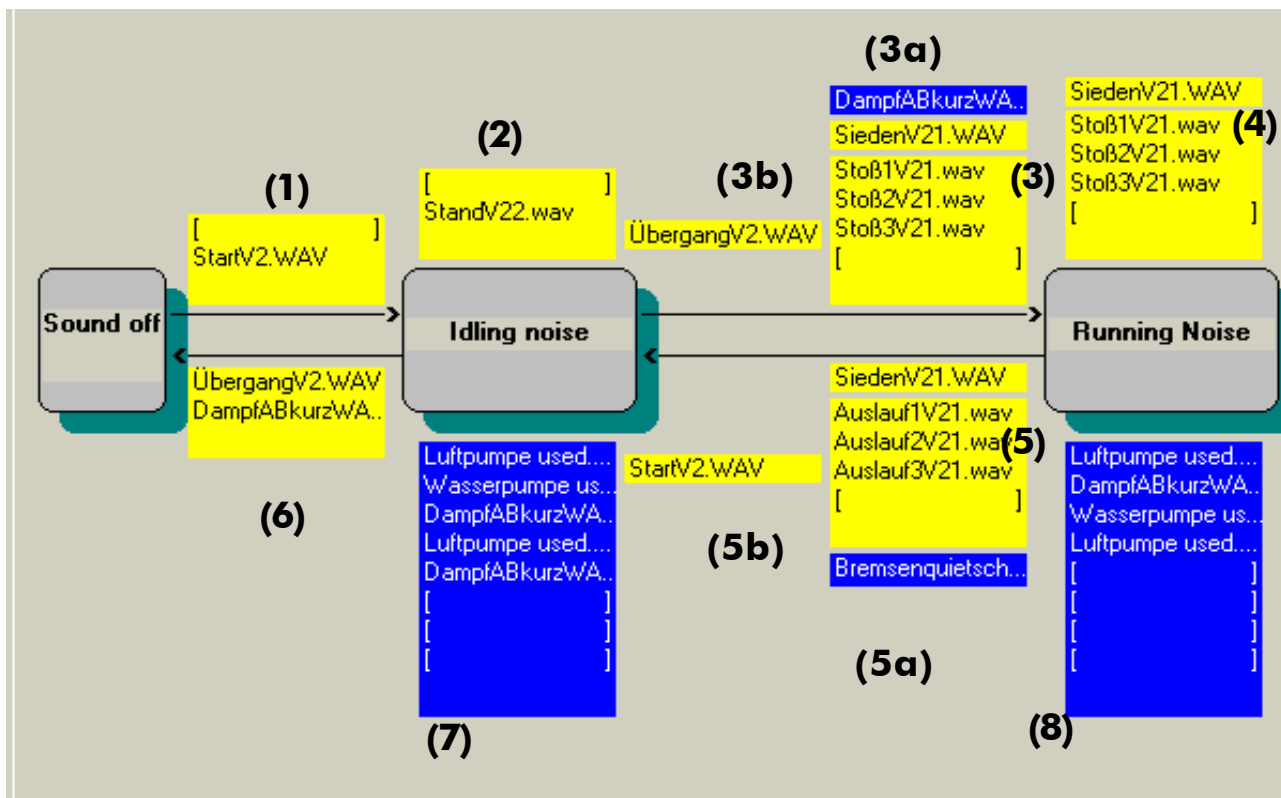 (3a)
DampfABkurzWA..
SiedenV21.WAV
(2)
SiedenV21.WAV
Stoß1V21.wav
(4)
Stoß2V21.wav
Stoß3V21.wav
[ ]
(1)
[ ]
StandV22.wav
(3b)
Stoß1V21.wav
(3)
Stoß2V21.wav
Stoß3V21.wav
[ ]
[ ]
StartV2.WAV
ÜbergangV2.WAV
Sound off
Idling noise
Running Noise
ÜbergangV2.WAV
DampfABkurzWA..
(6)
SiedenV21.WAV
Auslauf1V21.wav
Auslauf2V21.wav
(5)
Auslauf3V21.wav
[ ]
StartV2.WAV
(5b)
Bremsenquietsch...
(5a)
Luftpumpe used....
Wasserpumpe us...
DampfABkurzWA..
Luftpumpe used....
DampfABkurzWA..
[ ]
[ ]
[ ]
(7)
Luftpumpe used....
DampfABkurzWA..
Wasserpumpe us...
Luftpumpe used....
[ ]
[ ]
[ ]
[ ]
(8)